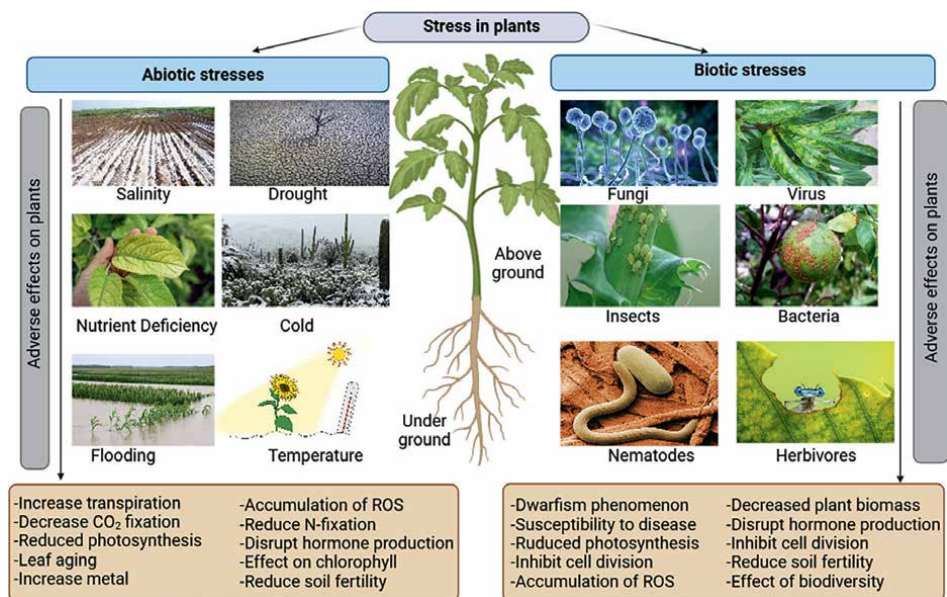 Stress in plants
Abiotic stresses
Biotic stresses
Adverse effects on plants
Salinity
Drought
Nutrient Deficiency
Cold
Flooding
Temperature
Above
ground
Under
ground
Fungi
Virus
Insects
Bacteria
Nematodes
Herbivores
Adverse effects on plants
-Increase transpiration
-Decrease CO₂ fixation
-Reduced photosynthesis
-Leaf aging
-Increase metal
-Accumulation of ROS
-Reduce N-fixation
-Disrupt hormone production
-Effect on chlorophyll
-Reduce soil fertility
-Dwarfism phenomenon
-Susceptibility to disease
-Ruduced photosynthesis
-Inhibit cell division
-Accumulation of ROS
-Decreased plant biomass
-Disrupt hormone production
-Inhibit cell division
-Reduce soil fertility
-Effect of biodiversity